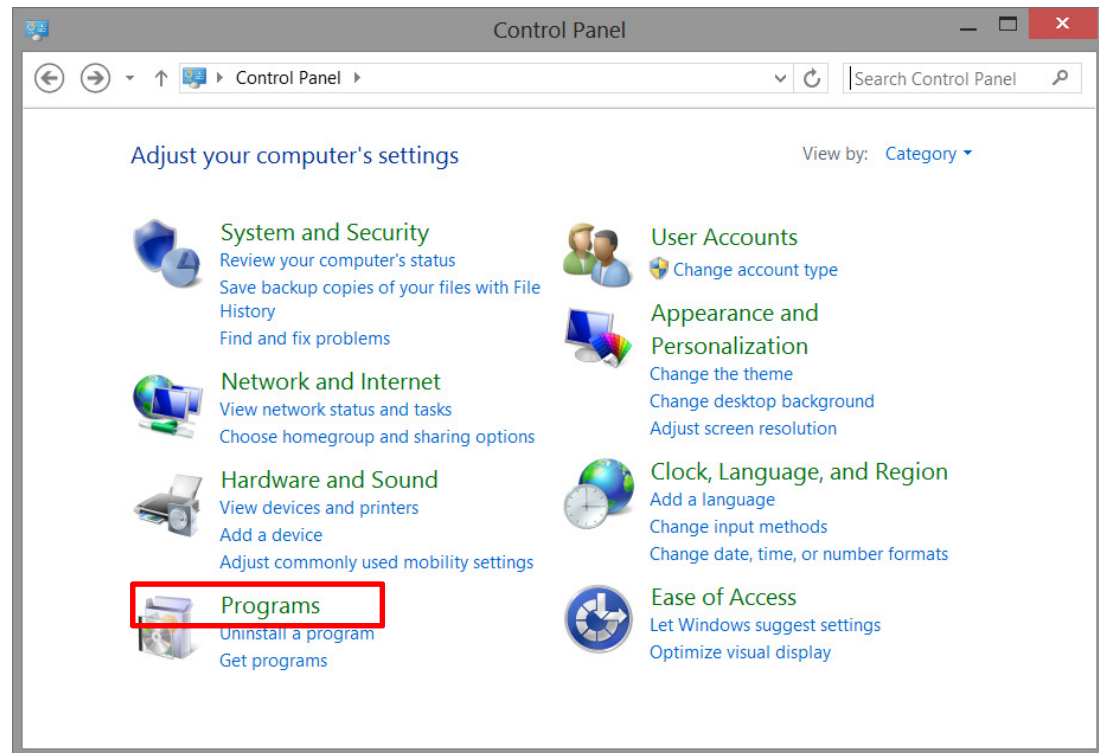 Control Panel
Control Panel
Search Control Panel
Adjust your computer's settings
View by: Category
System and Security
Review your computer's status
Save backup copies of your files with File
History
Find and fix problems
Network and Internet
View network status and tasks
Choose homegroup and sharing options
Hardware and Sound
View devices and printers
Add a device
Adjust commonly used mobility settings
Programs
Uninstall a program
Get programs
User Accounts
Change account type
Appearance and
Personalization
Change the theme
Change desktop background
Adjust screen resolution
Clock, Language, and Region
Add a language
Change input methods
Change date, time, or number formats
Ease of Access
Let Windows suggest settings
Optimize visual display